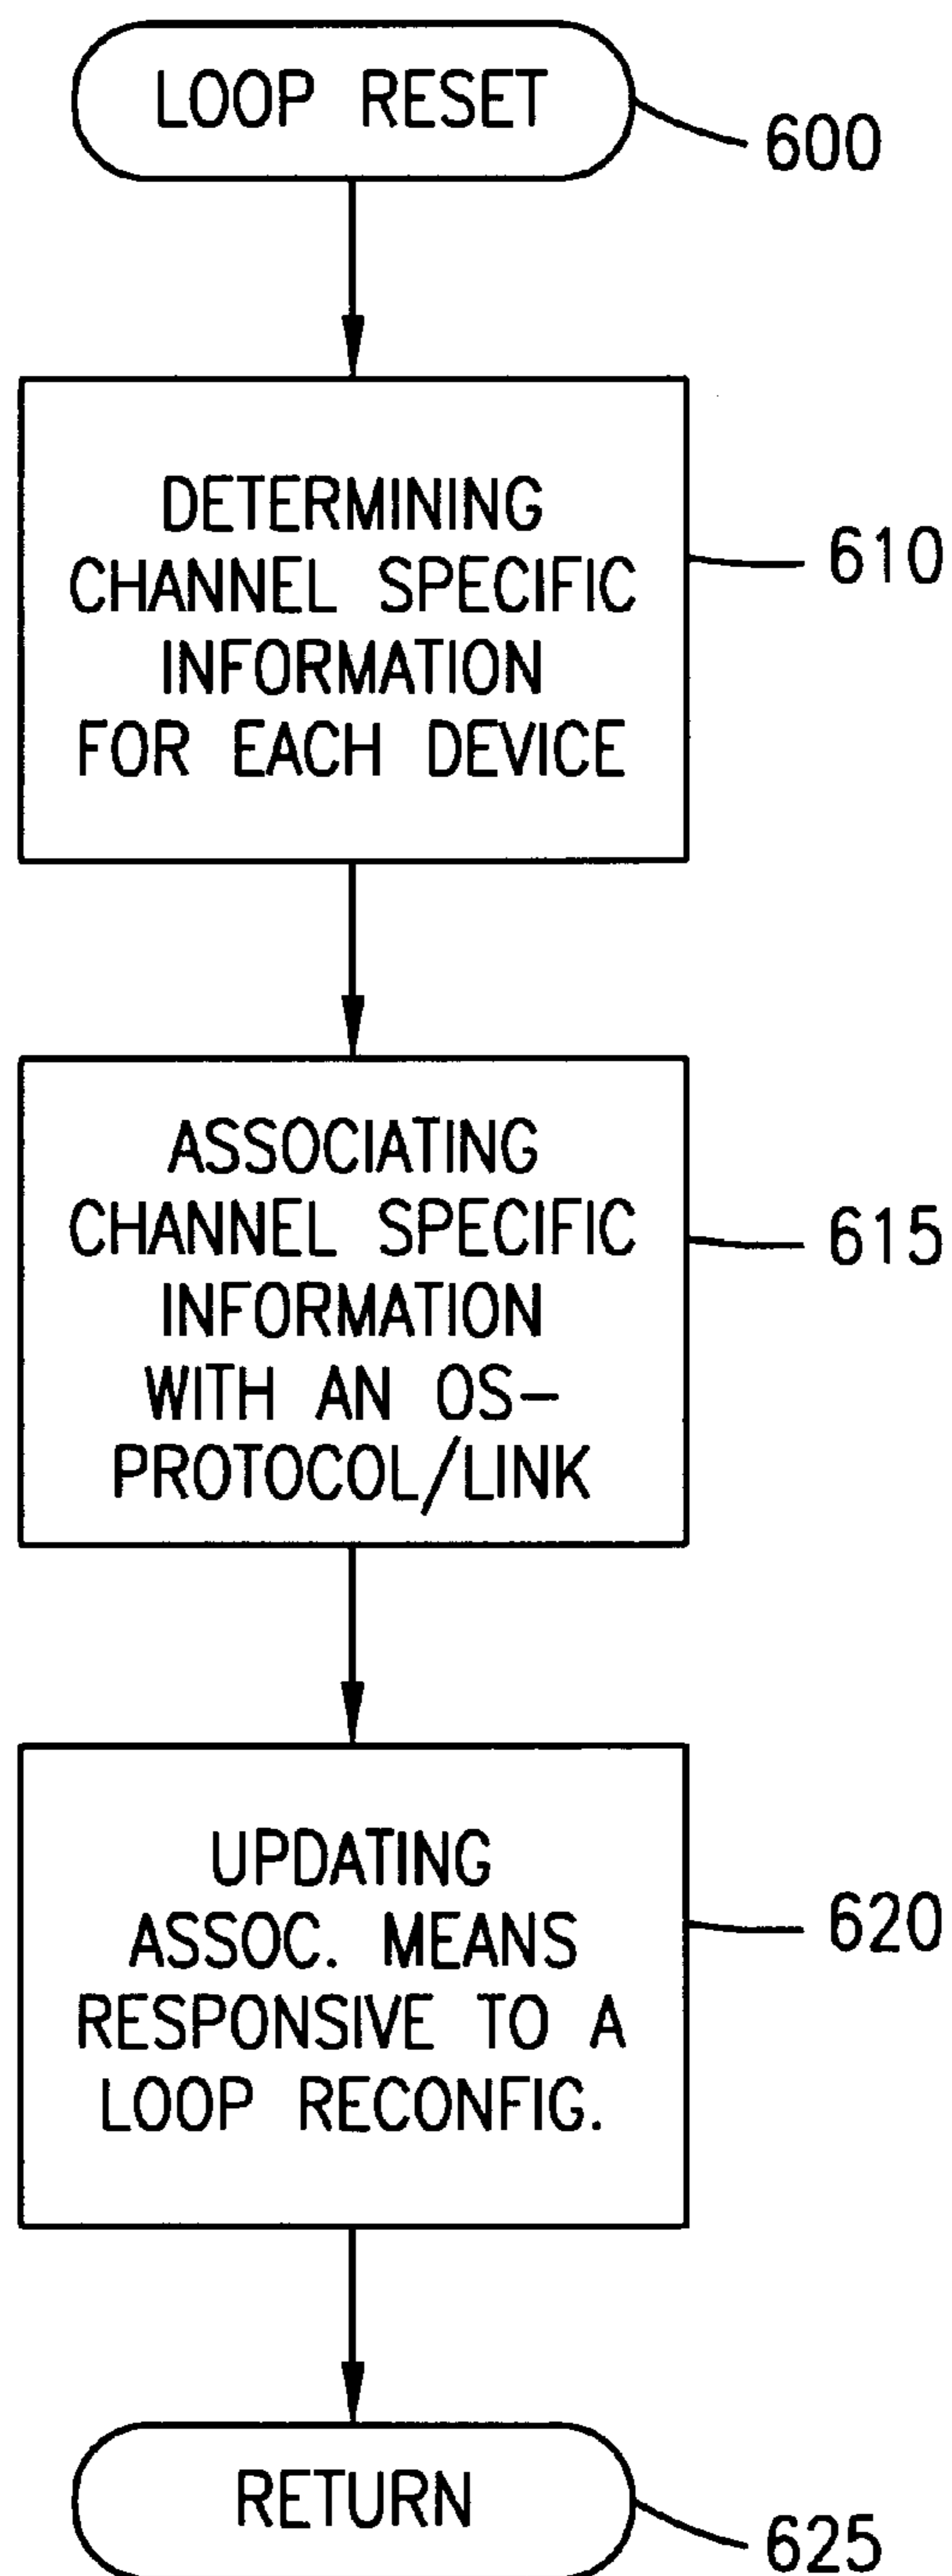 LOOP RESET
600
DETERMINING
CHANNEL SPECIFIC
INFORMATION
FOR EACH DEVICE
610
ASSOCIATING
CHANNEL SPECIFIC
INFORMATION
WITH AN OS-
PROTOCOL/LINK
615
UPDATING
ASSOC. MEANS
RESPONSIVE TO A
LOOP RECONFIG.
620
RETURN
625